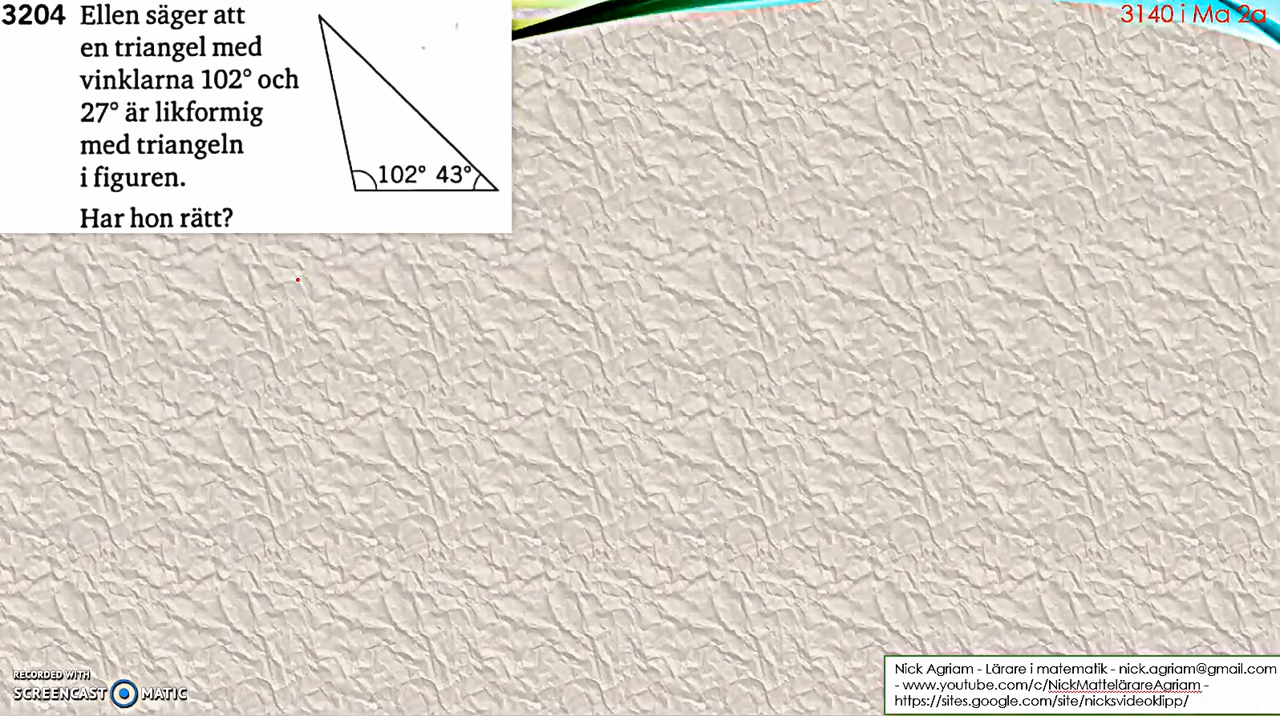 3204 Ellen säger att
en triangel med
vinklarna 102° och
27° är likformig
med triangeln
i figuren.
Har hon rätt?
102° 43°
3140 i Ma 2a
RECORDED WITH
SCREENCAST MATIC
Nick Agriam - Lärare i matematik - nick.agriam@gmail.com
- www.youtube.com/c/NickMattelärareAgriam -
https://sites.google.com/site/nicksvideoklipp/